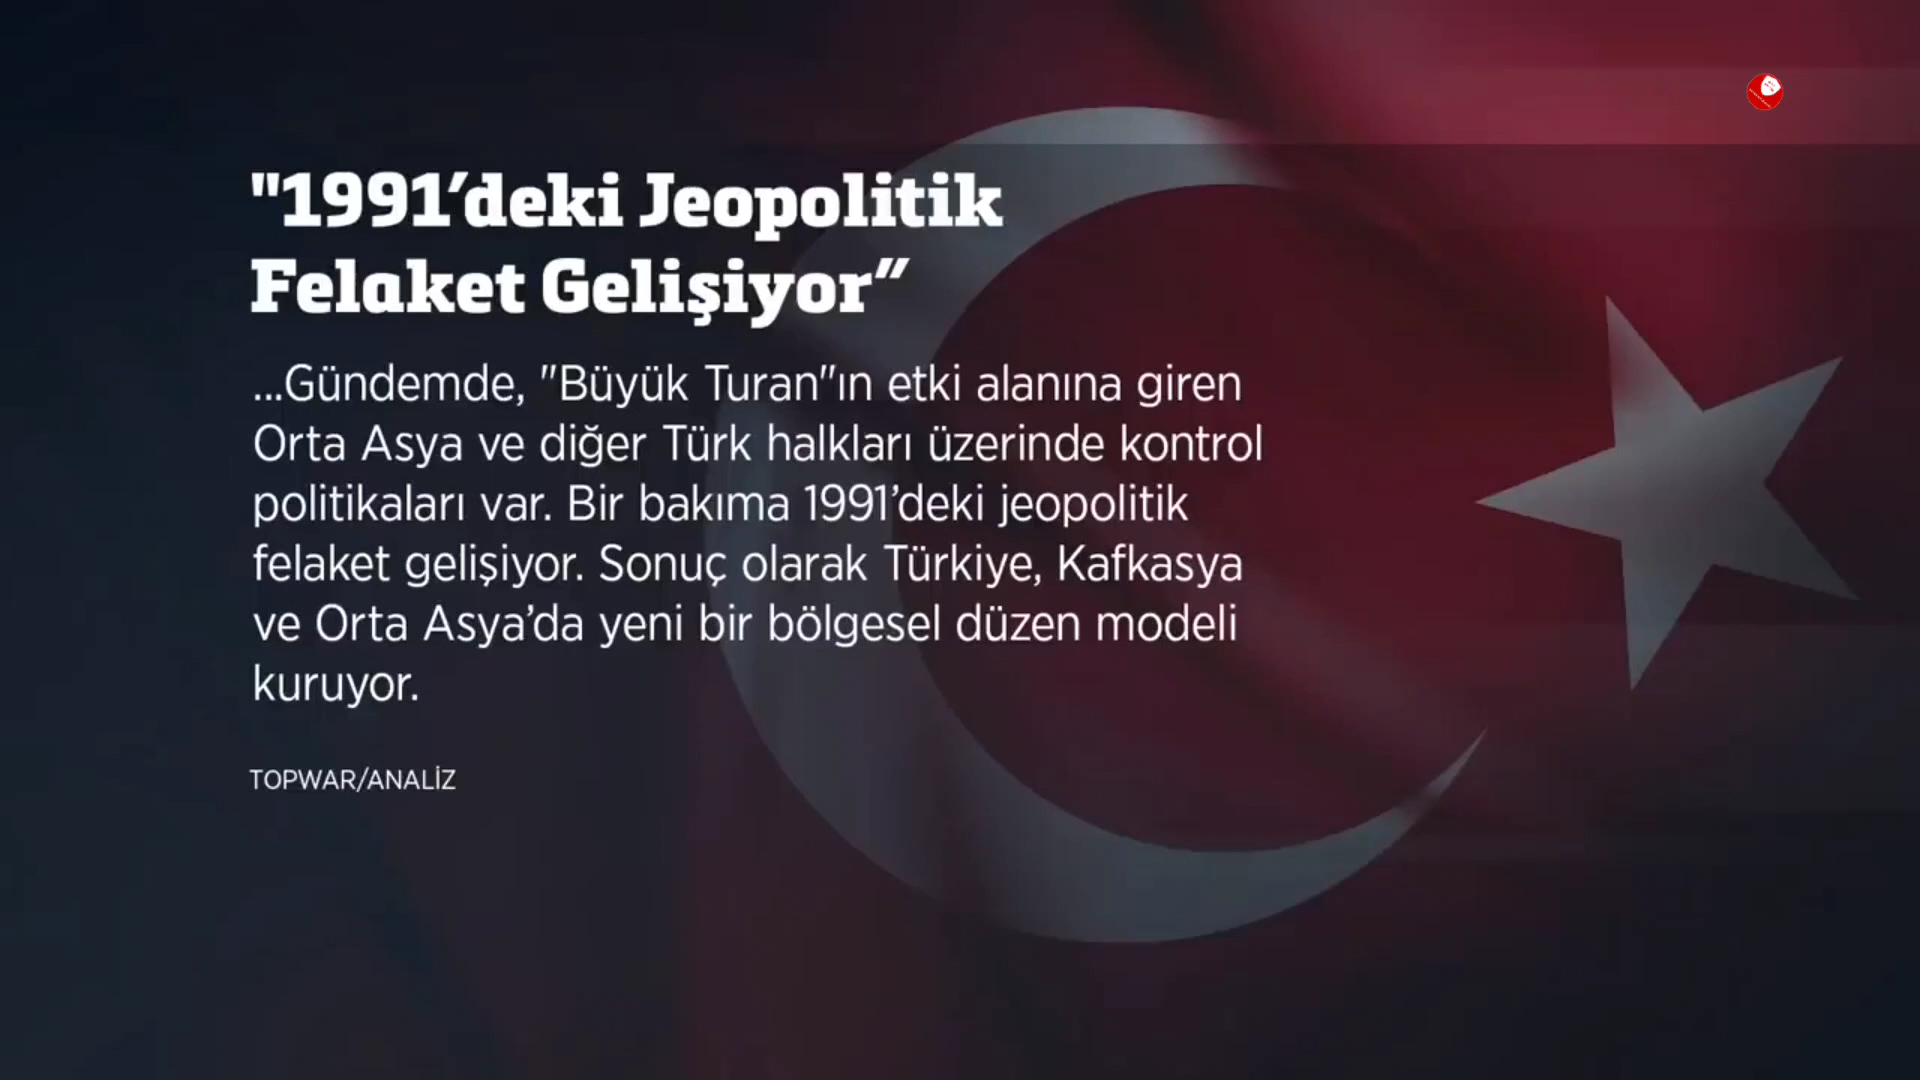 "1991’deki Jeopolitik
Felaket Gelişiyor”
...Gündemde, "Büyük Turan"ın etki alanına giren
Orta Asya ve diğer Türk halkları üzerinde kontrol
politikaları var. Bir bakıma 1991’deki jeopolitik
felaket gelişiyor. Sonuç olarak Türkiye, Kafkasya
ve Orta Asya’da yeni bir bölgesel düzen modeli
kuruyor.
TOPWAR/ANALİZ